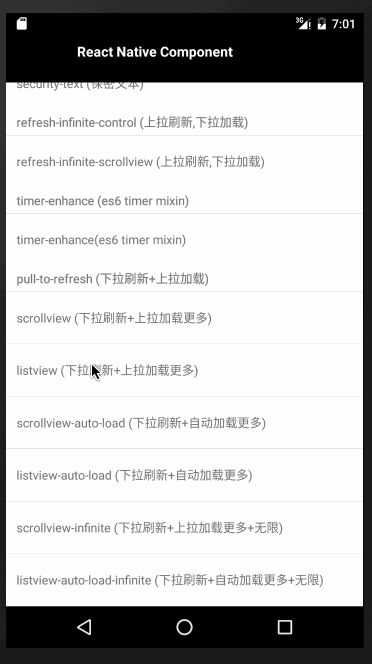 3G 7:01
React Native Component
security-text (保密文本)
refresh-infinite-control (上拉刷新,下拉加载)
refresh-infinite-scrollview (上拉刷新,下拉加载)
timer-enhance (es6 timer mixin)
timer-enhance(es6 timer mixin)
pull-to-refresh (下拉刷新+上拉加载)
scrollview (下拉刷新+上拉加载更多)
listview (下拉刷新+上拉加载更多)
scrollview-auto-load (下拉刷新+自动加载更多)
listview-auto-load (下拉刷新+自动加载更多)
scrollview-infinite (下拉刷新+上拉加载更多+无限)
listview-auto-load-infinite (下拉刷新+自动加载更多+无限)